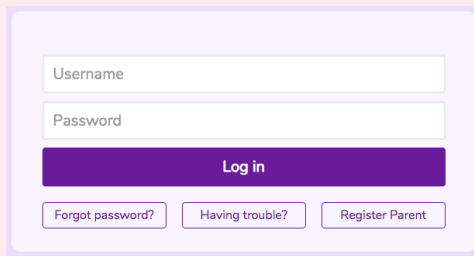 Username
Password
Log in
Forgot password? Having trouble? Register Parent